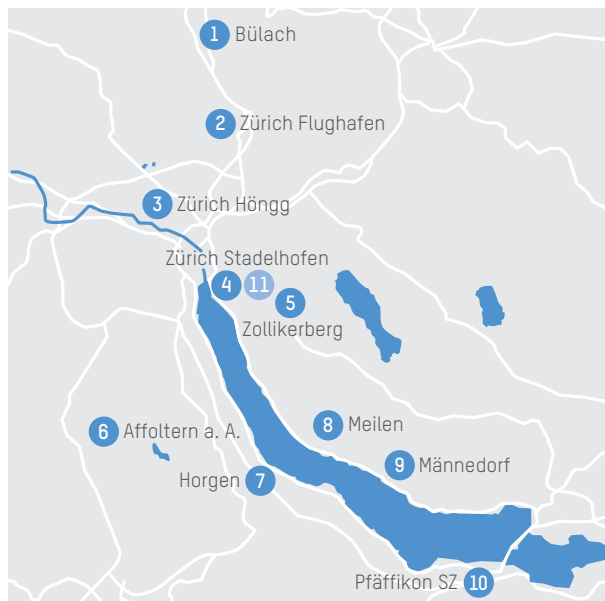 1 Bülach
2 Zürich Flughafen
3 Zürich Höngg
Zürich Stadelhofen
4 11
5
Zollikerberg
6 Affoltern a. A.
8 Meilen
9 Männedorf
Horgen 7
Pfäffikon SZ 10